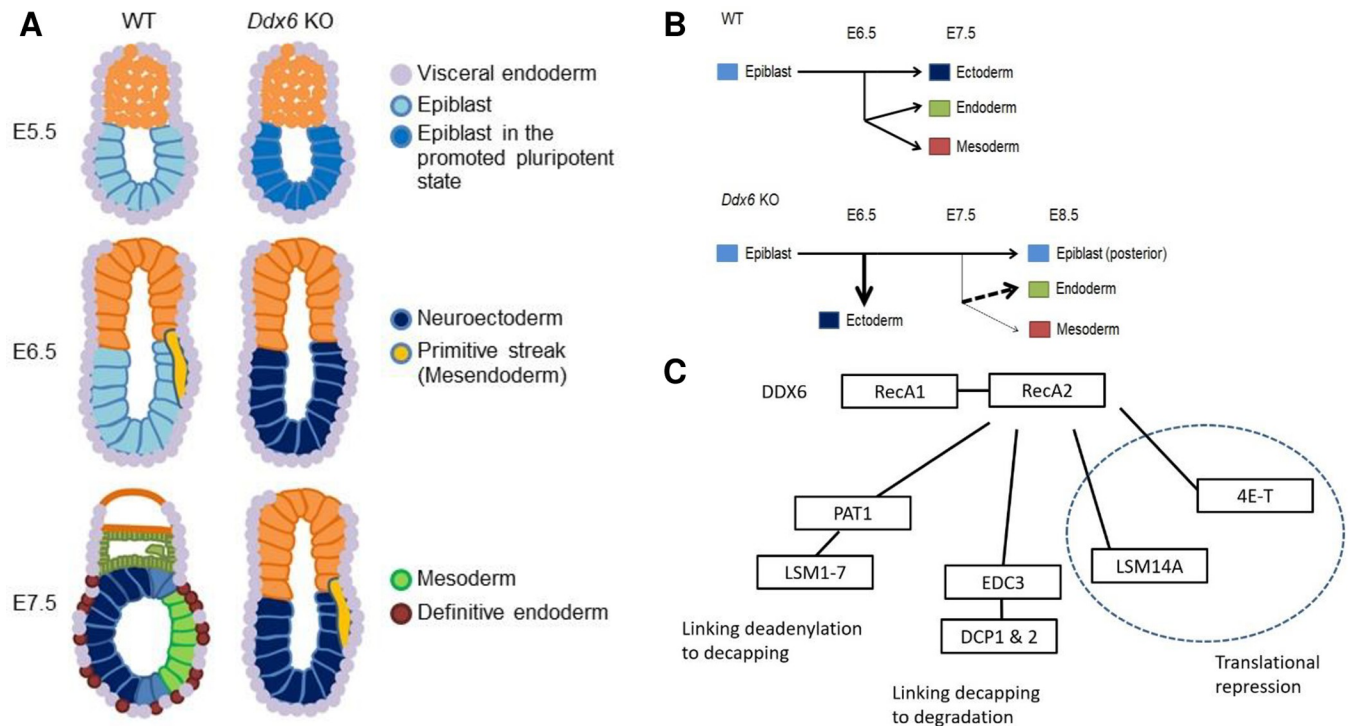 A
WT
Ddx6 KO
E5.5
Visceral endoderm
Epiblast
Epiblast in the
promoted pluripotent
state
E6.5
Neuroectoderm
Primitive streak
(Mesendoderm)
E7.5
Mesoderm
Definitive endoderm
B
WT
E6.5
E7.5
Epiblast
Ectoderm
Endoderm
Mesoderm
Ddx6 KO
E6.5
E7.5
E8.5
Epiblast
Epiblast (posterior)
Endoderm
Ectoderm
Mesoderm
C
DDX6
RecA1
RecA2
4E-T
PAT1
LSM14A
LSM1-7
EDC3
DCP1 & 2
Linking deadenylation
to decapping
Linking decapping
to degradation
Translational
repression